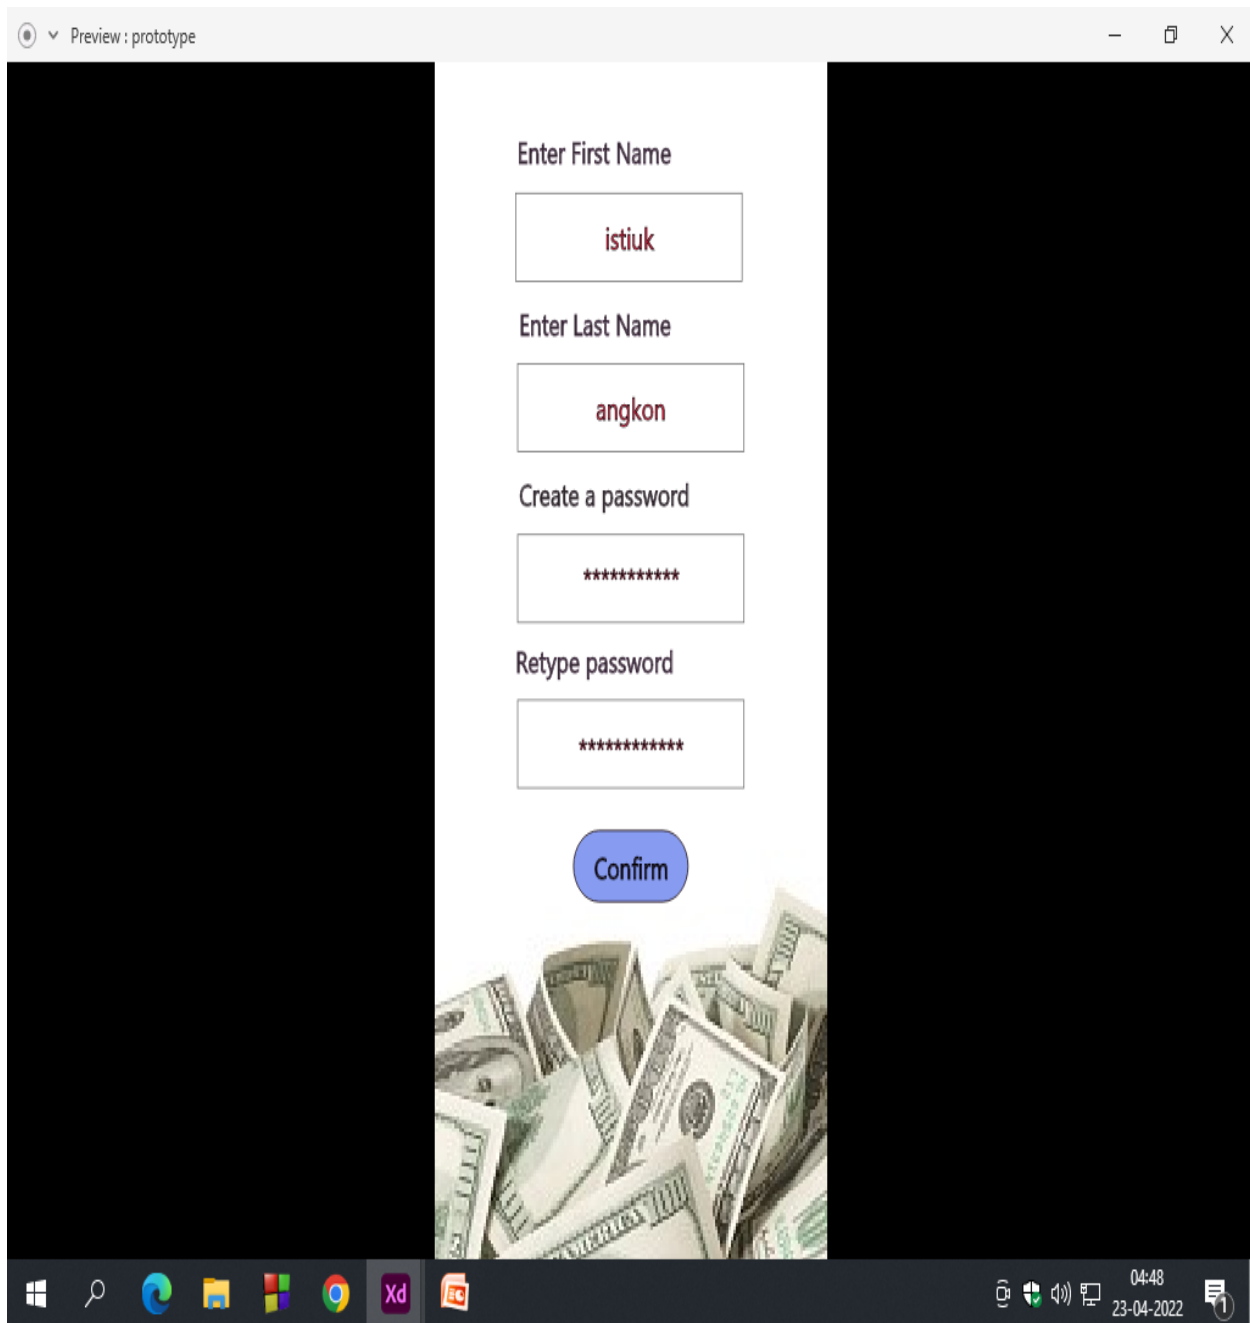 Preview : prototype
Enter First Name
istiuk
Enter Last Name
angkon
Create a password
***********
Retype password
************
Confirm
Xd
04:48
23-04-2022
1